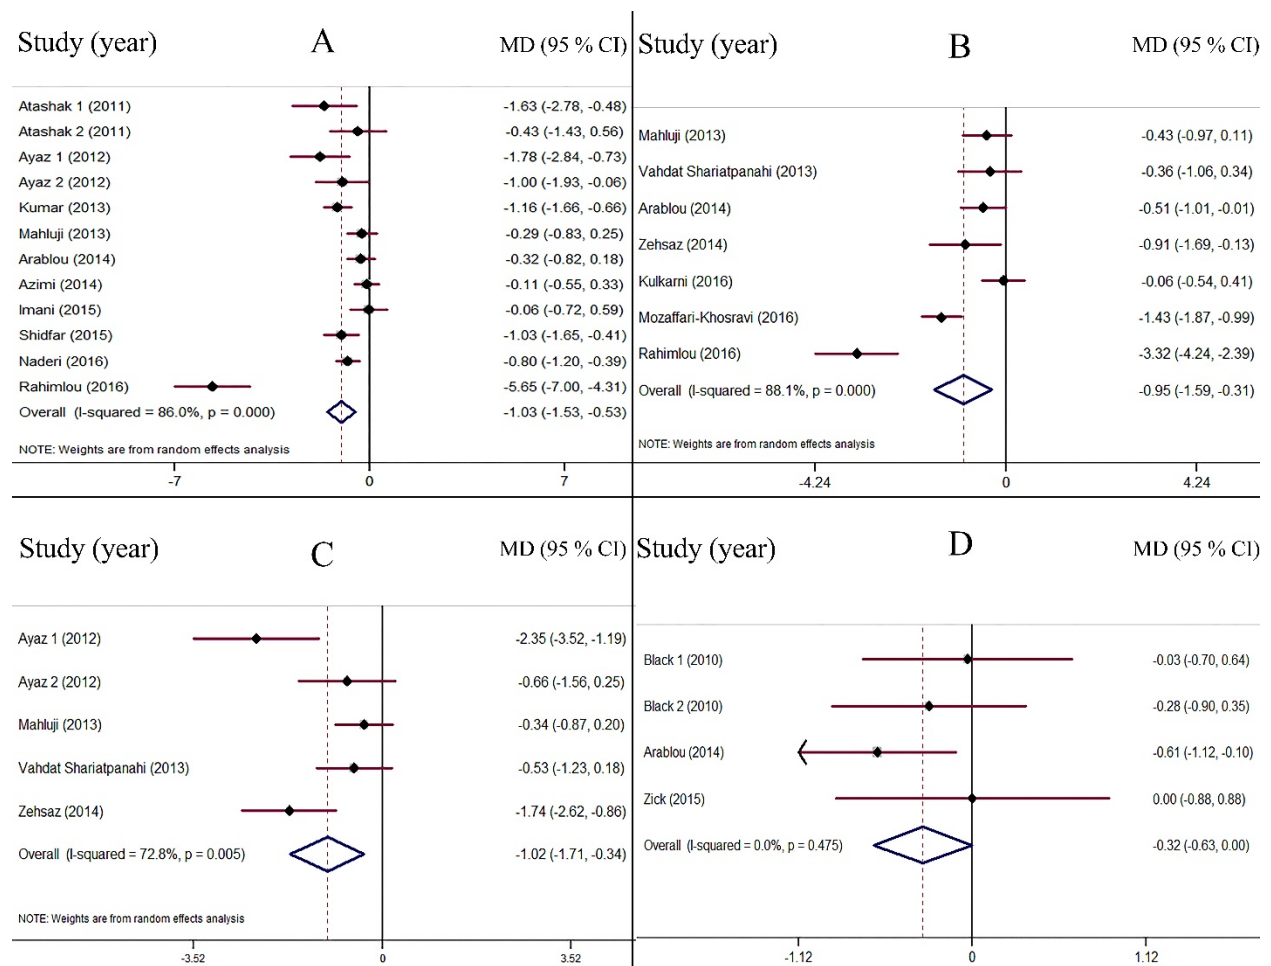 Study (year) A MD (95 % CI)
Atashak 1 (2011) -1.63 (-2.78, -0.48)
Atashak 2 (2011) -0.43 (-1.43, 0.56)
Ayaz 1 (2012) -1.78 (-2.84, -0.73)
Ayaz 2 (2012) -1.00 (-1.93, -0.06)
Kumar (2013) -1.16 (-1.66, -0.66)
Mahluji (2013) -0.29 (-0.83, 0.25)
Arablou (2014) -0.32 (-0.82, 0.18)
Azimi (2014) -0.11 (-0.55, 0.33)
Imani (2015) -0.06 (-0.72, 0.59)
Shidfar (2015) -1.03 (-1.65, -0.41)
Naderi (2016) -0.80 (-1.20, -0.39)
Rahimlou (2016) -5.65 (-7.00, -4.31)
Overall (I-squared = 86.0%, p = 0.000) -1.03 (-1.53, -0.53)
NOTE: Weights are from random effects analysis
-7 0 7
Study (year) B MD (95 % CI)
Mahluji (2013) -0.43 (-0.97, 0.11)
Vahdat Shariatpanahi (2013) -0.36 (-1.06, 0.34)
Arablou (2014) -0.51 (-1.01, -0.01)
Zehsaz (2014) -0.91 (-1.69, -0.13)
Kulkarni (2016) -0.06 (-0.54, 0.41)
Mozaffari-Khosravi (2016) -1.43 (-1.87, -0.99)
Rahimlou (2016) -3.32 (-4.24, -2.39)
Overall (I-squared = 88.1%, p = 0.000) -0.95 (-1.59, -0.31)
NOTE: Weights are from random effects analysis
-4.24 0 4.24
Study (year) C MD (95 % CI)
Ayaz 1 (2012) -2.35 (-3.52, -1.19)
Ayaz 2 (2012) -0.66 (-1.56, 0.25)
Mahluji (2013) -0.34 (-0.87, 0.20)
Vahdat Shariatpanahi (2013) -0.53 (-1.23, 0.18)
Zehsaz (2014) -1.74 (-2.62, -0.86)
Overall (I-squared = 72.8%, p = 0.005) -1.02 (-1.71, -0.34)
NOTE: Weights are from random effects analysis
-3.52 0 3.52
Study (year) D MD (95 % CI)
Black 1 (2010) -0.03 (-0.70, 0.64)
Black 2 (2010) -0.28 (-0.90, 0.35)
Arablou (2014) -0.61 (-1.12, -0.10)
Zick (2015) 0.00 (-0.88, 0.88)
Overall (I-squared = 0.0%, p = 0.475) -0.32 (-0.63, 0.00)
-1.12 0 1.12